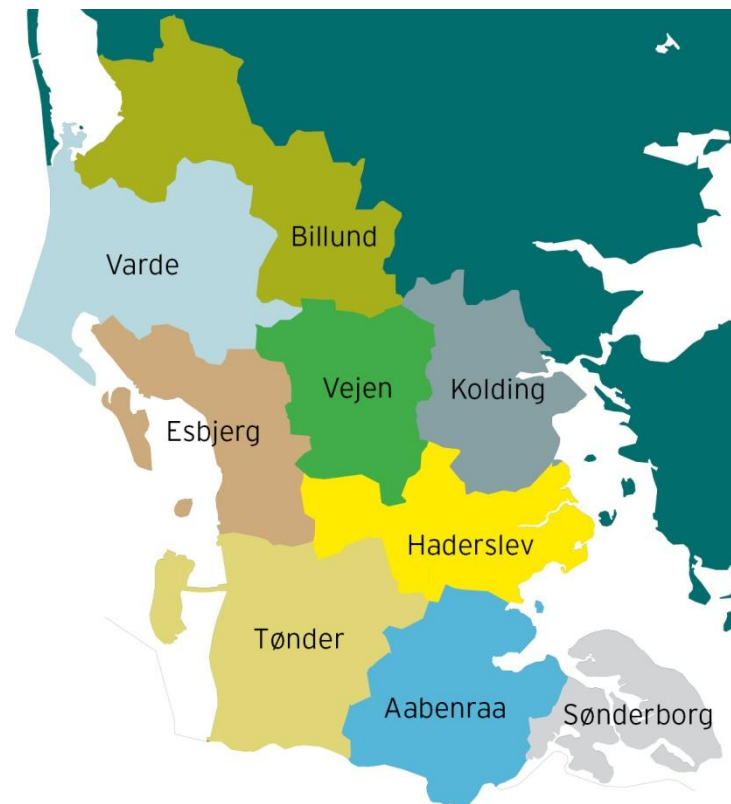 Billund
Varde
Vejen
Kolding
Esbjerg
Haderslev
Tønder
Aabenraa
Sønderborg